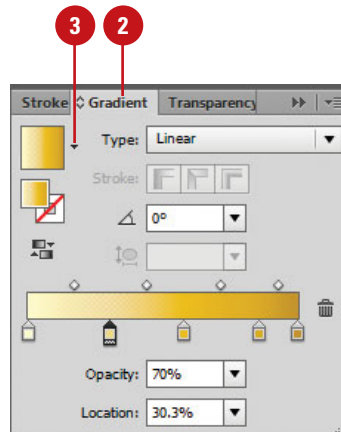 3 2
Stroke Gradient Transparency
Type: Linear
Stroke:
0°
Opacity: 70%
Location: 30.3%